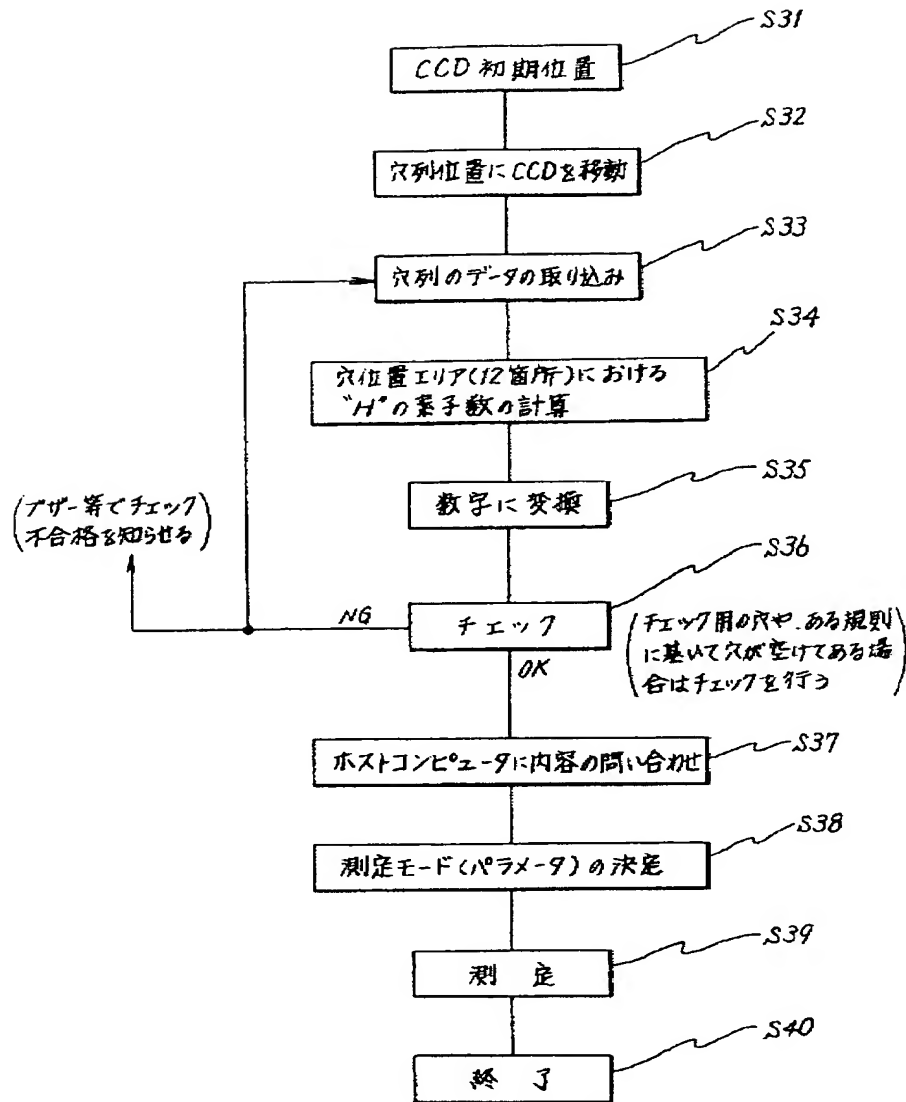 S31
CCD 初期位置
S32
穴列位置にCCDを移動
S33
穴列のデータの取り込み
S34
穴位置エリア(12箇所)における
"H"の素子数の計算
S35
数字に変換
(ブザー等でチェック
不合格を知らせる)
S36
NG
チェック
(チェック用の穴や、ある規則
に基いて穴が空けてある場
合はチェックを行う)
OK
S37
ホストコンピュータに内容の問い合わせ
S38
測定モード(パラメータ)の決定
S39
測 定
S40
終 了